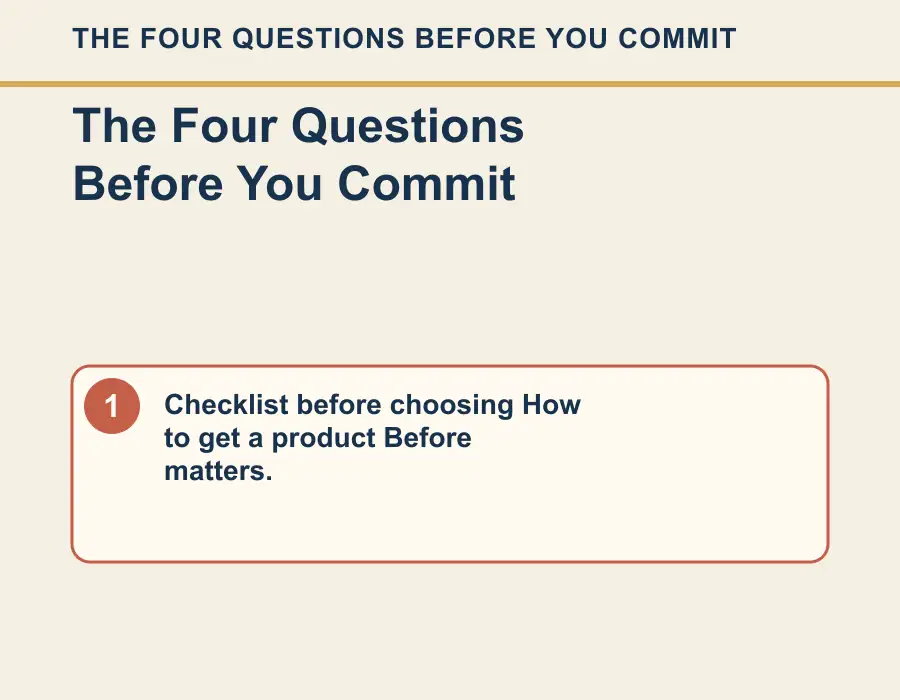 THE FOUR QUESTIONS BEFORE YOU COMMIT
The Four Questions
Before You Commit
1
Checklist before choosing How
to get a product Before
matters.